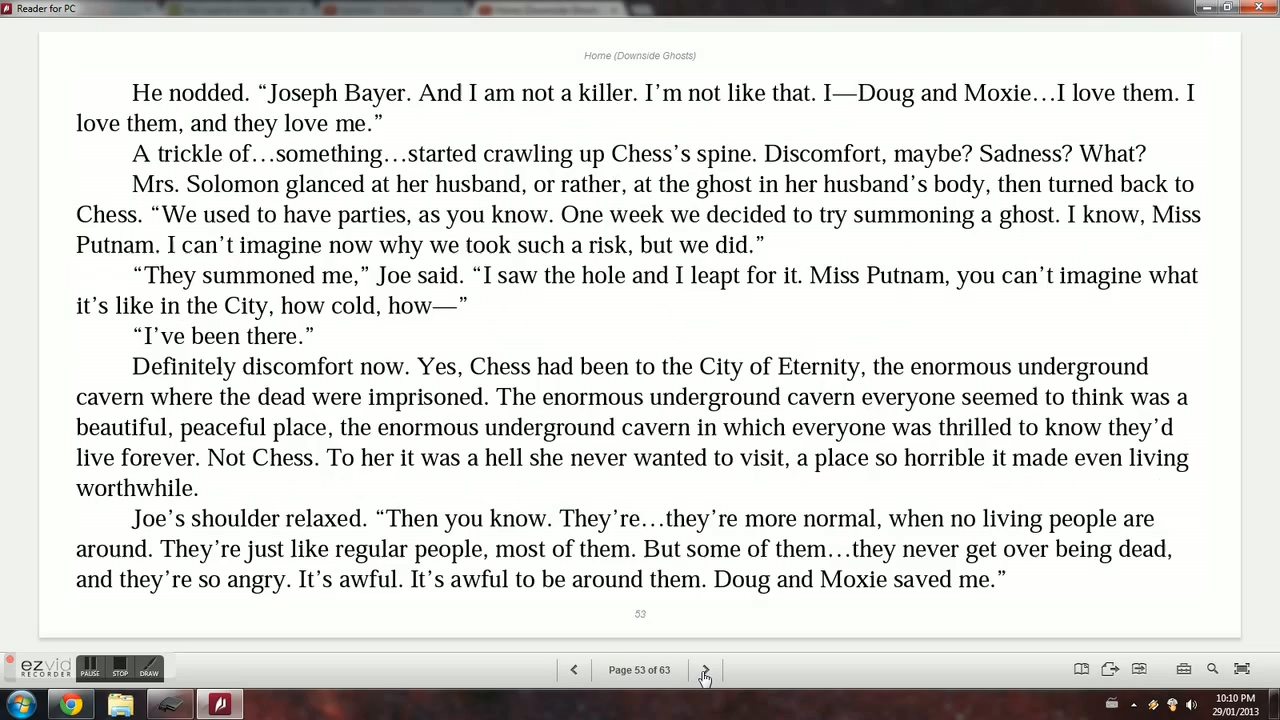 Reader for PC
Home (Downside Ghosts)
He nodded. “Joseph Bayer. And I am not a killer. I’m not like that. I—Doug and Moxie…I love them. I
love them, and they love me.”
A trickle of…something…started crawling up Chess’s spine. Discomfort, maybe? Sadness? What?
Mrs. Solomon glanced at her husband, or rather, at the ghost in her husband’s body, then turned back to
Chess. “We used to have parties, as you know. One week we decided to try summoning a ghost. I know, Miss
Putnam. I can’t imagine now why we took such a risk, but we did.”
“They summoned me,” Joe said. “I saw the hole and I leapt for it. Miss Putnam, you can’t imagine what
it’s like in the City, how cold, how—”
“I’ve been there.”
Definitely discomfort now. Yes, Chess had been to the City of Eternity, the enormous underground
cavern where the dead were imprisoned. The enormous underground cavern everyone seemed to think was a
beautiful, peaceful place, the enormous underground cavern in which everyone was thrilled to know they’d
live forever. Not Chess. To her it was a hell she never wanted to visit, a place so horrible it made even living
worthwhile.
Joe’s shoulder relaxed. “Then you know. They’re…they’re more normal, when no living people are
around. They’re just like regular people, most of them. But some of them…they never get over being dead,
and they’re so angry. It’s awful. It’s awful to be around them. Doug and Moxie saved me.”
53
ezvid
RECORDER
PAUSE STOP DRAW
Page 53 of 63
10:10 PM
29/01/2013